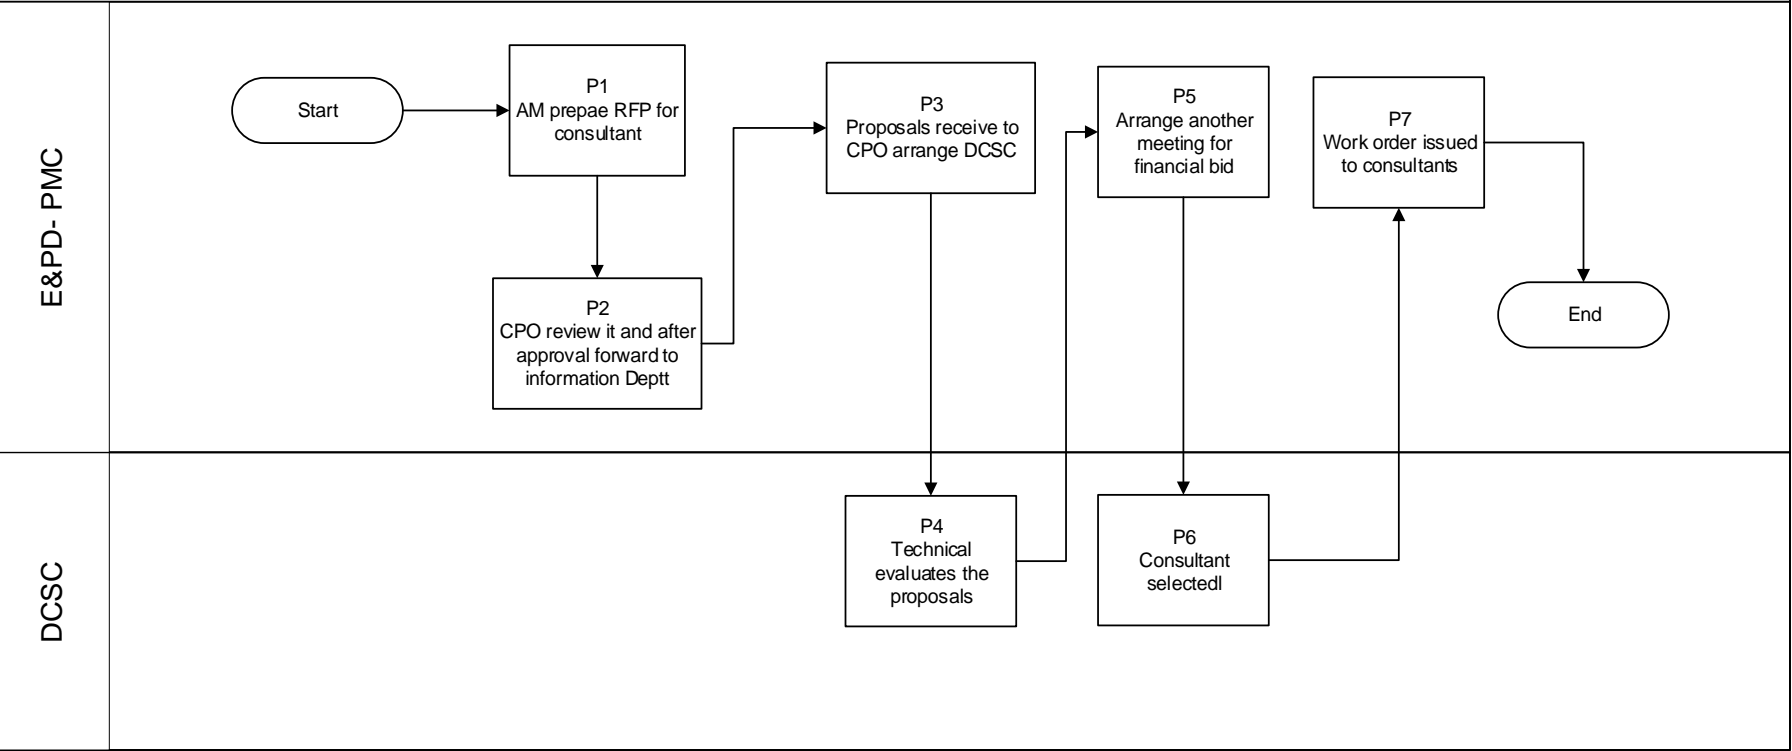 E&PD- PMC
Start
P1
AM prepae RFP for
consultant
P2
CPO review it and after
approval forward to
information Deptt
P3
Proposals receive to
CPO arrange DCSC
P5
Arrange another
meeting for
financial bid
P7
Work order issued
to consultants
End
DCSC
P4
Technical
evaluates the
proposals
P6
Consultant
selectedl